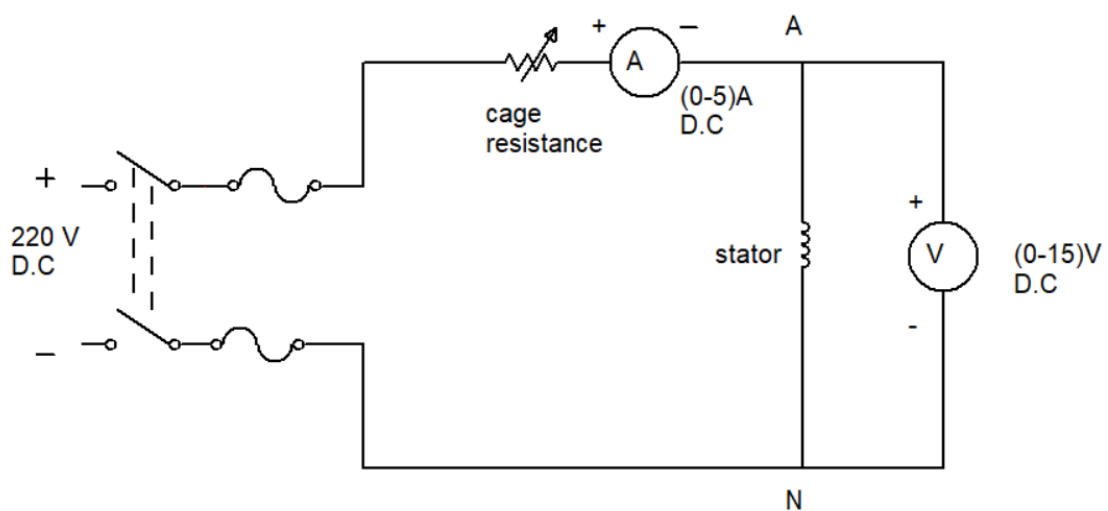 + − A
A
(0-5)A
D.C
cage
resistance
+
220 V
D.C
−
stator
+
V
-
(0-15)V
D.C
N